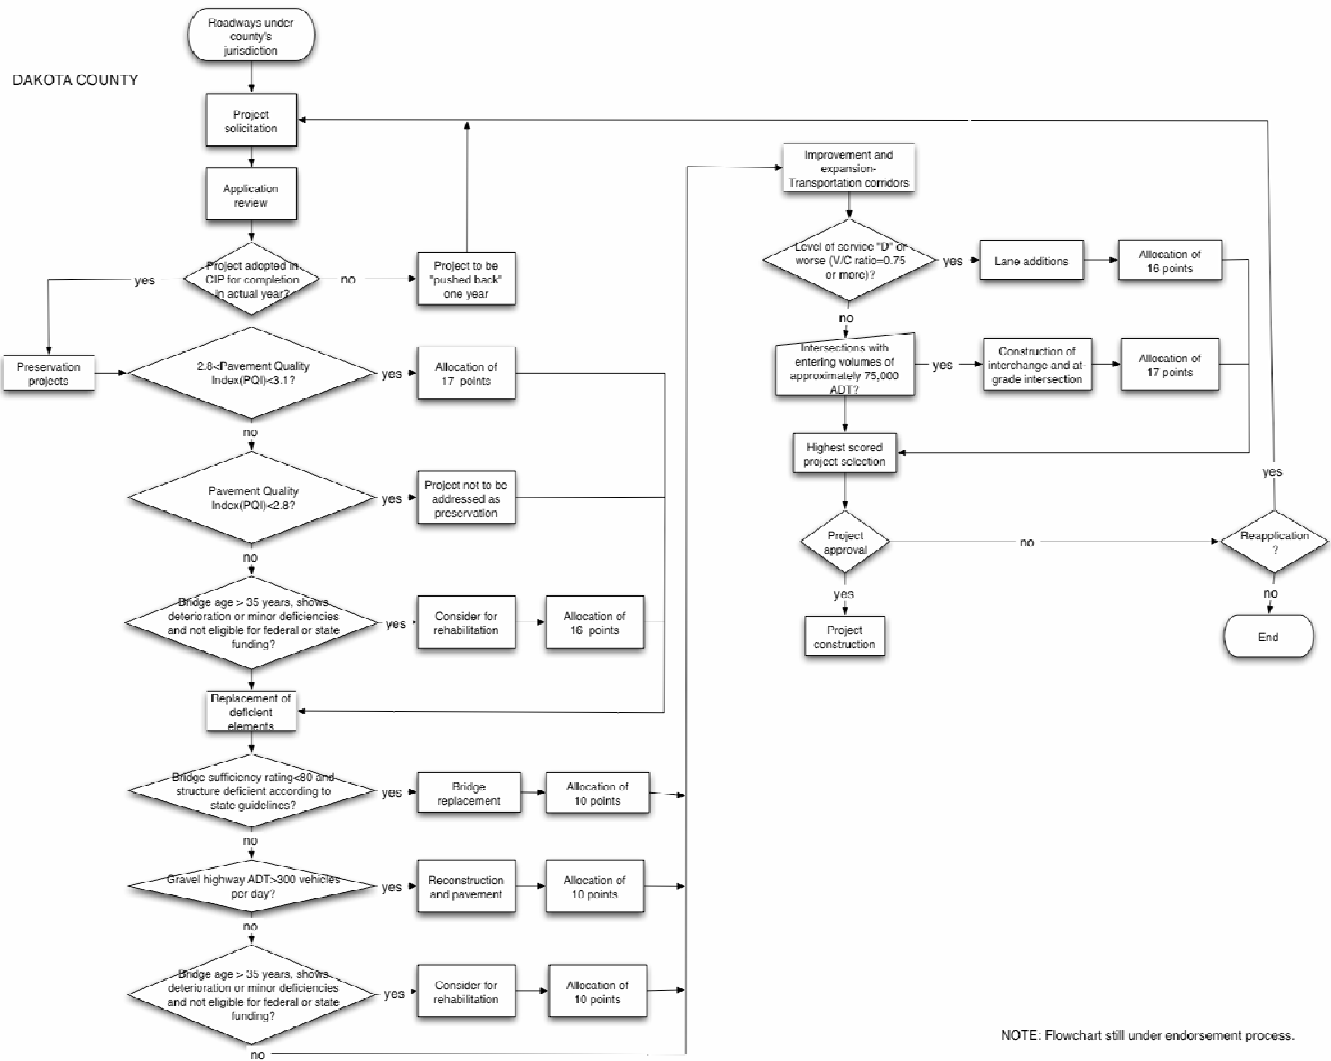 Roadways under
county's
jurisdiction
DAKOTA COUNTY
Project
solicitation
Application
review
Project adopted in
CIP for completion
in actual year?
yes
no
Project to be
"pushed back"
one year
Preservation
projects
2.8<Pavement Quality
Index(PQI)<3.1?
yes
Allocation of
17 points
no
Pavement Quality
Index(PQI)<2.8?
yes
Project not to be
addressed as
preservation
no
Bridge age > 35 years, shows
deterioration or minor deficiencies
and not eligible for federal or state
funding?
yes
Consider for
rehabilitation
Allocation of
16 points
Replacement of
deficient
elements
Bridge sufficiency rating<80 and
structure deficient according to
state guidelines?
yes
Bridge
replacement
Allocation of
10 points
no
Gravel highway ADT>300 vehicles
per day?
yes
Reconstruction
and pavement
Allocation of
10 points
no
Bridge age > 35 years, shows
deterioration or minor deficiencies
and not eligible for federal or state
funding?
yes
Consider for
rehabilitation
Allocation of
10 points
no
Improvement and
expansion-
Transportation corridors
Level of service "D" or
worse (V/C ratio=0.75
or more)?
yes
Lane additions
Allocation of
16 points
no
Intersections with
entering volumes of
approximately 75,000
ADT?
yes
Construction of
interchange and at-
grade intersection
Allocation of
17 points
Highest scored
project selection
Project
approval
no
yes
Reapplication
?
yes
no
Project
construction
End
NOTE: Flowchart still under endorsement process.